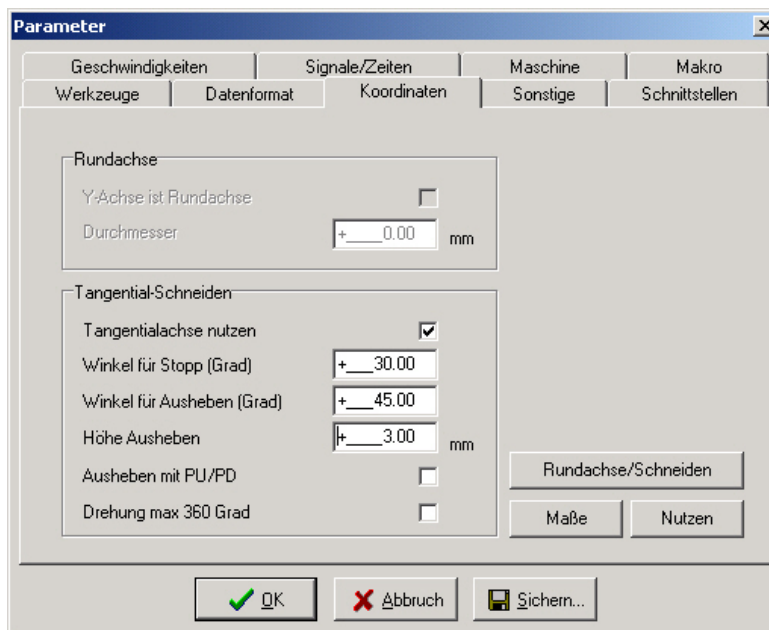 Parameter
Geschwindigkeiten Signale/Zeiten Maschine Makro
Werkzeuge Datenformat Koordinaten Sonstige Schnittstellen
Rundachse
Y-Achse ist Rundachse
Durchmesser +____0.00 mm
Tangential-Schneiden
Tangentialachse nutzen
Winkel für Stopp (Grad) +___30.00
Winkel für Ausheben (Grad) +___45.00
Höhe Ausheben +____3.00 mm
Ausheben mit PU/PD
Drehung max 360 Grad
Rundachse/Schneiden
Maße Nutzen
OK Abbruch Sichern...